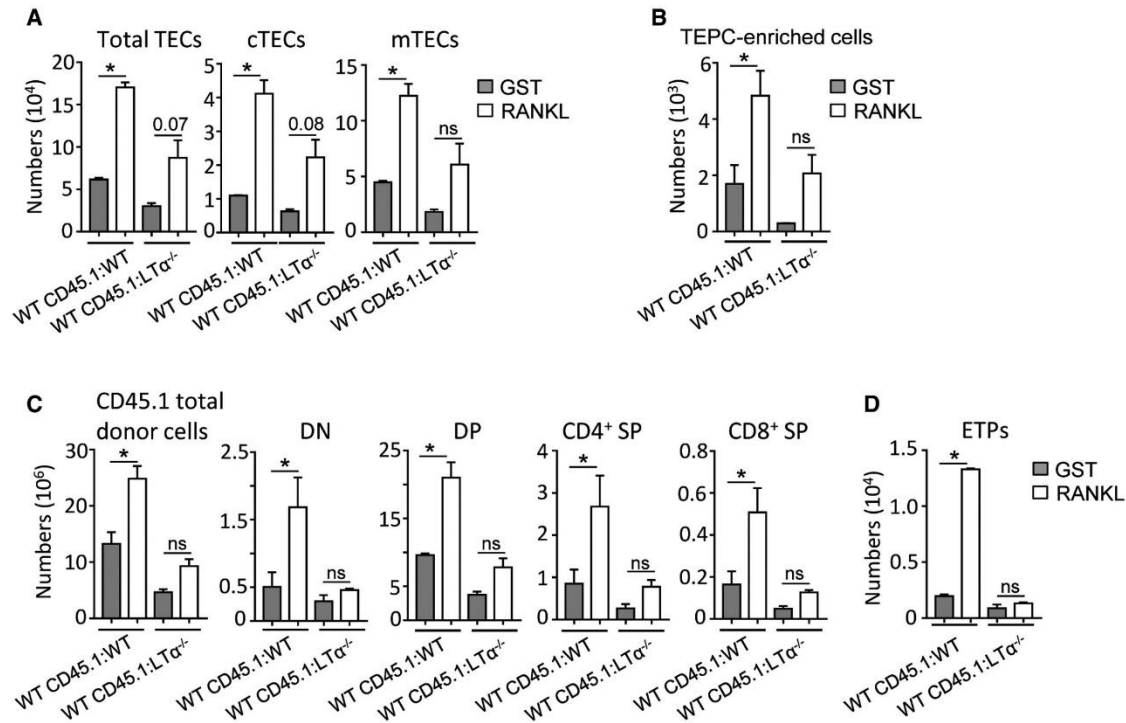 A
Total TECs
cTECs
mTECs
Numbers (10⁴)
20
15
10
5
0
*
0.07
5
4
3
2
1
0
*
0.08
15
10
5
0
*
ns
GST
RANKL
WT CD45.1:WT
WT CD45.1:LTα⁻/⁻
WT CD45.1:WT
WT CD45.1:LTα⁻/⁻
WT CD45.1:WT
WT CD45.1:LTα⁻/⁻
B
TEPC-enriched cells
Numbers (10³)
6
4
2
0
*
ns
GST
RANKL
WT CD45.1:WT
WT CD45.1:LTα⁻/⁻
C
CD45.1 total
donor cells
Numbers (10⁶)
30
20
10
0
*
ns
DN
2.5
1.5
0.5
0
*
ns
DP
25
15
5
0
*
ns
CD4⁺ SP
4
3
2
1
0
*
ns
CD8⁺ SP
0.8
0.6
0.4
0.2
0
*
ns
WT CD45.1:WT
WT CD45.1:LTα⁻/⁻
WT CD45.1:WT
WT CD45.1:LTα⁻/⁻
WT CD45.1:WT
WT CD45.1:LTα⁻/⁻
WT CD45.1:WT
WT CD45.1:LTα⁻/⁻
WT CD45.1:WT
WT CD45.1:LTα⁻/⁻
D
ETPs
Numbers (10⁴)
1.5
1.0
0.5
0
*
ns
GST
RANKL
WT CD45.1:WT
WT CD45.1:LTα⁻/⁻